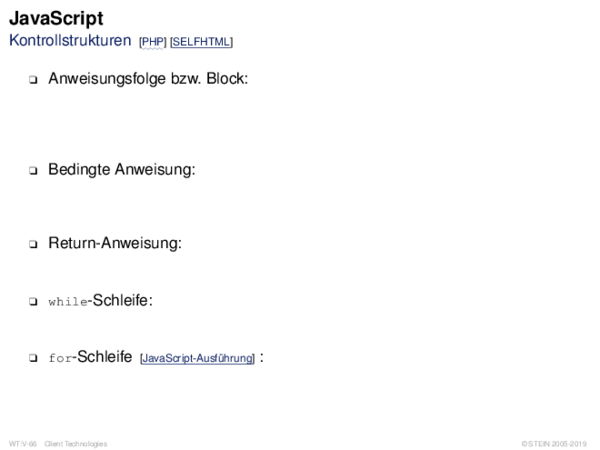 JavaScript
Kontrollstrukturen [PHP] [SELFHTML]
❑ Anweisungsfolge bzw. Block:
❑ Bedingte Anweisung:
❑ Return-Anweisung:
❑ while-Schleife:
❑ for-Schleife [JavaScript-Ausführung] :
WT:V-66 Client Technologies © STEIN 2005-2019